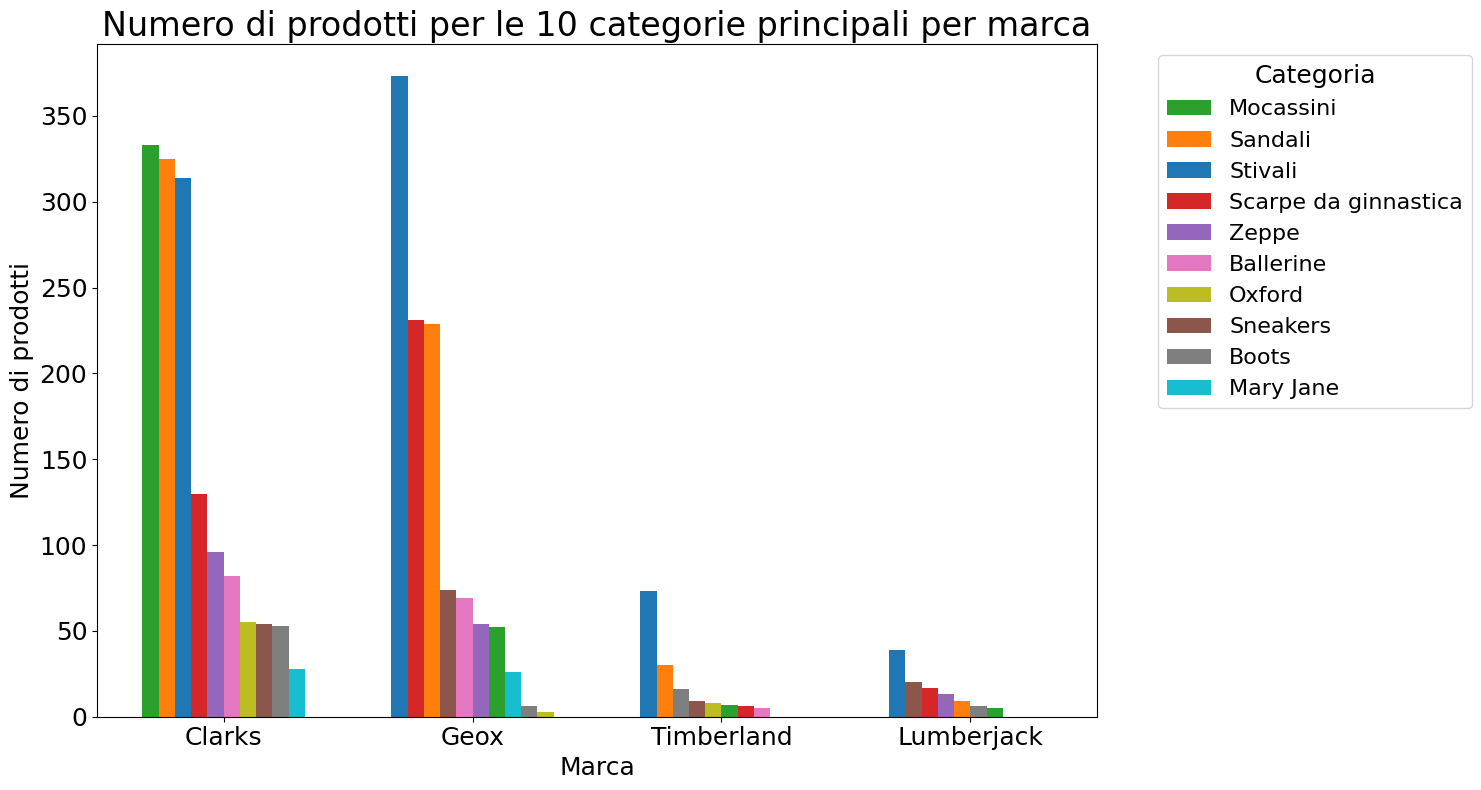 Numero di prodotti per le 10 categorie principali per marca
Numero di prodotti
350
300
250
200
150
100
50
0
Clarks Geox Timberland Lumberjack
Marca
Categoria
Mocassini
Sandali
Stivali
Scarpe da ginnastica
Zeppe
Ballerine
Oxford
Sneakers
Boots
Mary Jane